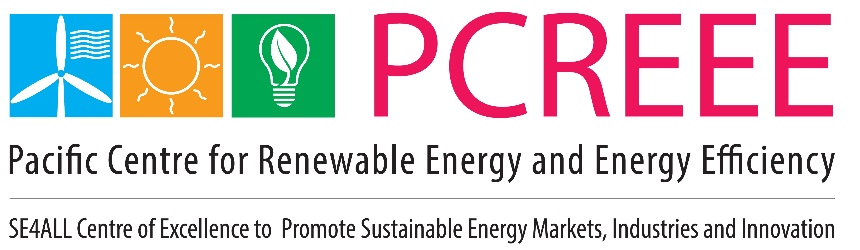 PCREEE
Pacific Centre for Renewable Energy and Energy Efficiency
SE4ALL Centre of Excellence to Promote Sustainable Energy Markets, Industries and Innovation